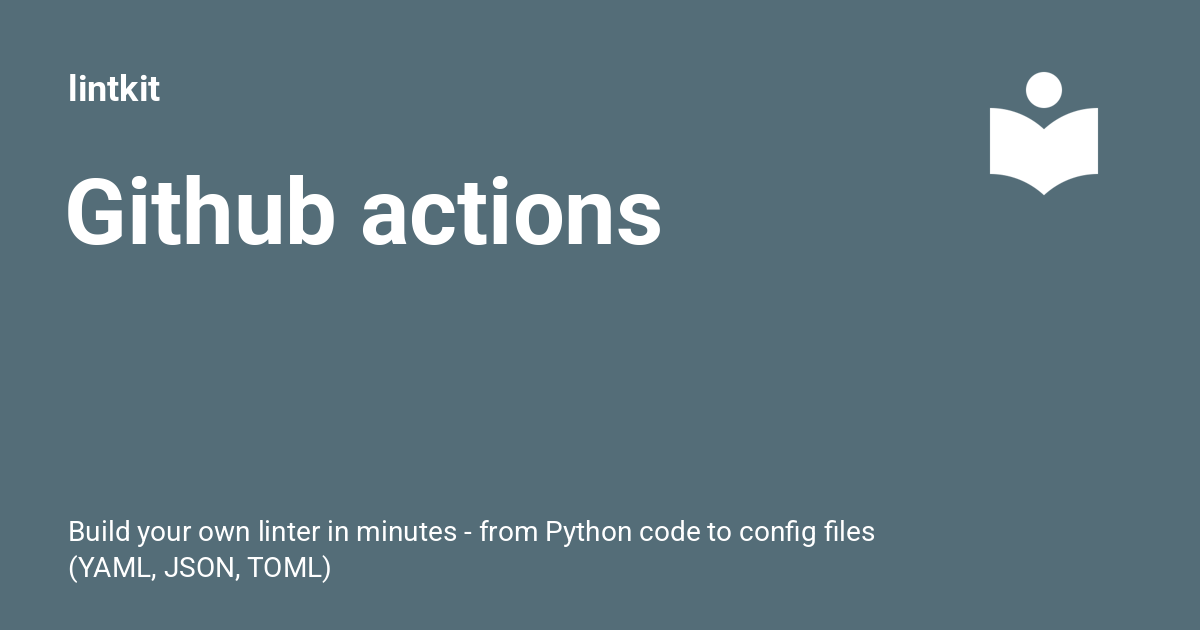 lintkit
Github actions
Build your own linter in minutes - from Python code to config files
(YAML, JSON, TOML)